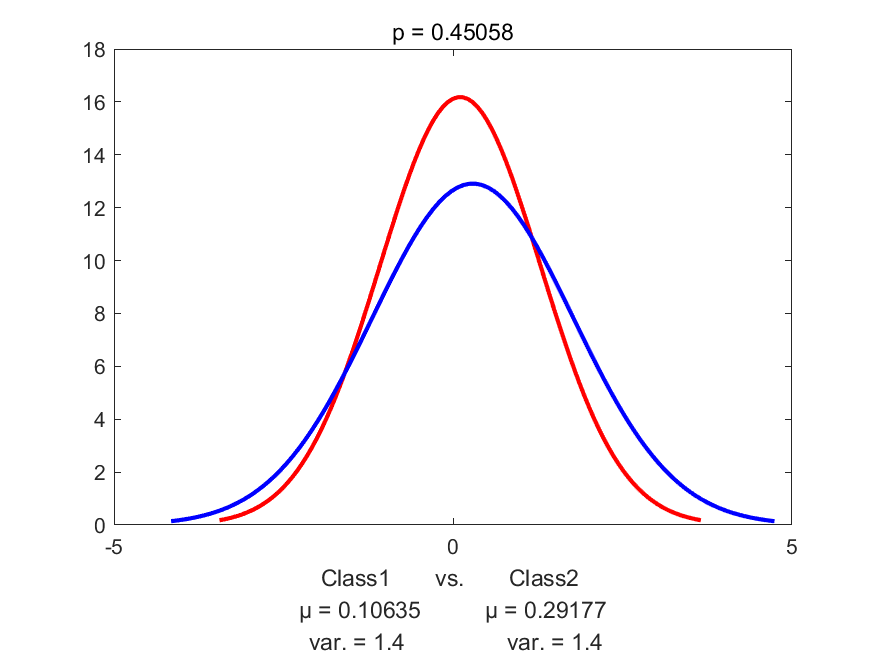 p = 0.45058
18
16
14
12
10
8
6
4
2
0
-5 0 5
Class1 vs. Class2
μ = 0.10635 μ = 0.29177
var. = 1.4 var. = 1.4